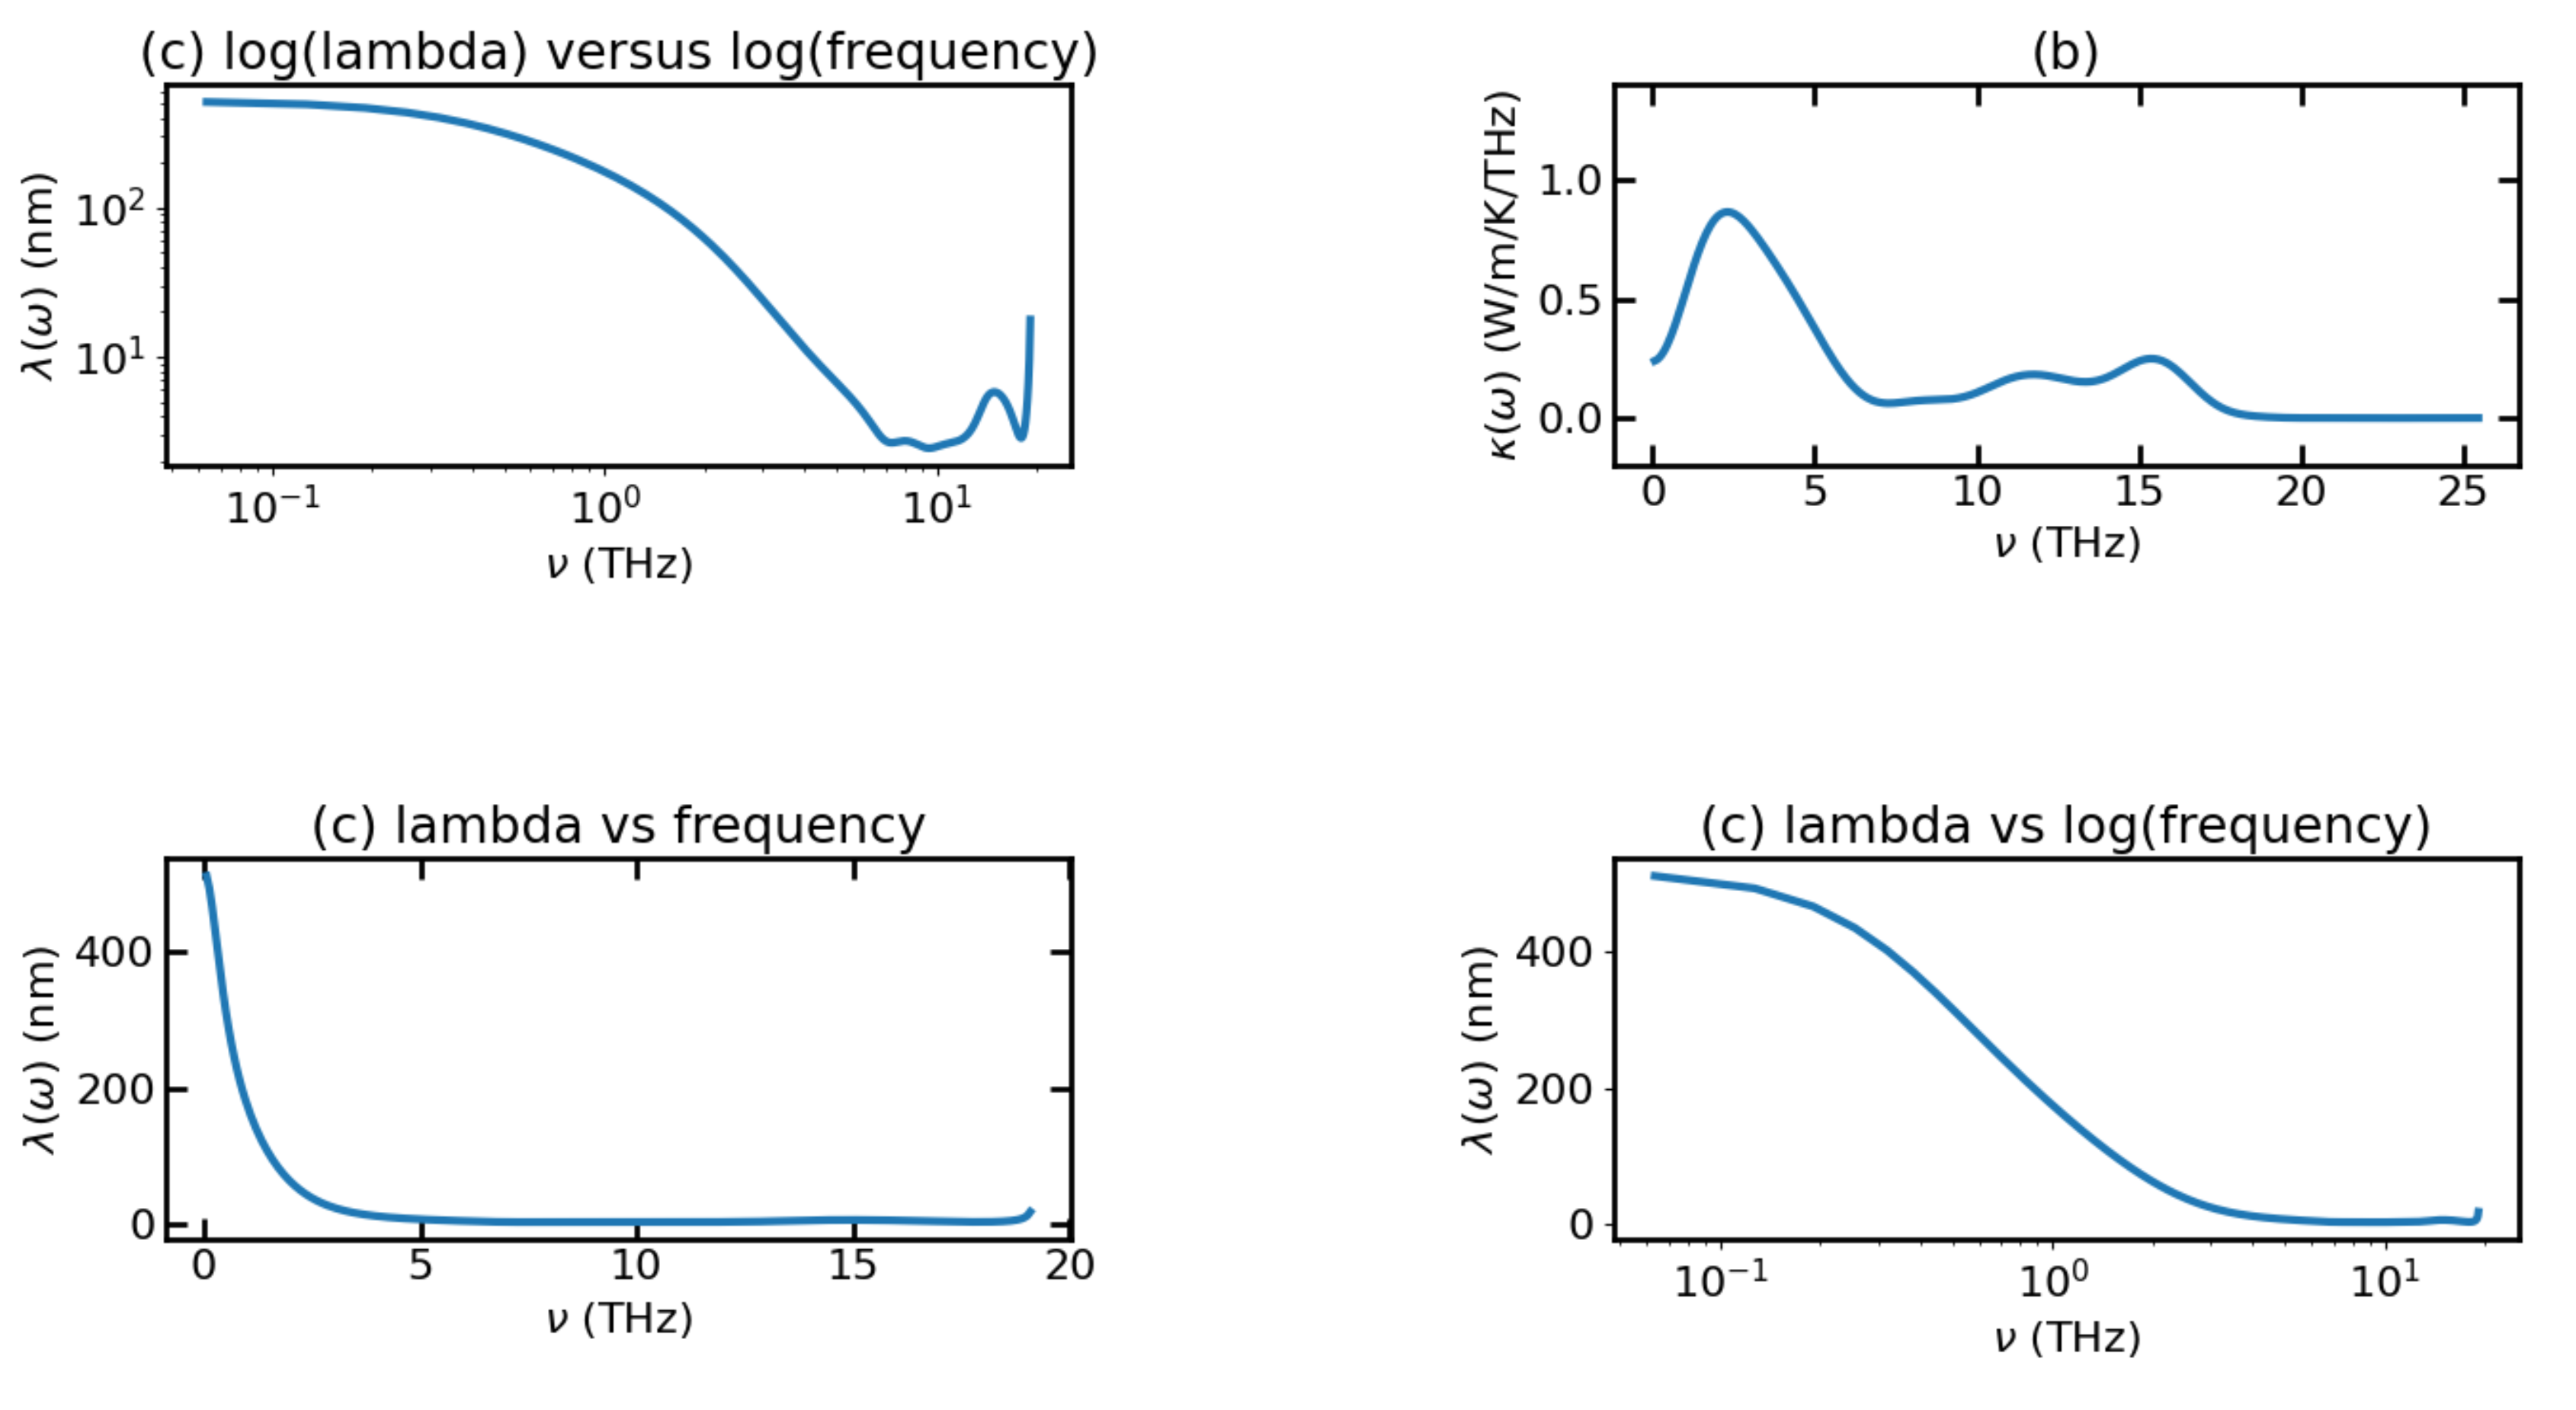 (c) log(lambda) versus log(frequency)
λ(ω) (nm)
10²
10¹
10⁻¹ 10⁰ 10¹
ν (THz)
(b)
κ(ω) (W/m/K/THz)
1.0
0.5
0.0
0 5 10 15 20 25
ν (THz)
(c) lambda vs frequency
λ(ω) (nm)
400
200
0
0 5 10 15 20
ν (THz)
(c) lambda vs log(frequency)
λ(ω) (nm)
400
200
0
10⁻¹ 10⁰ 10¹
ν (THz)